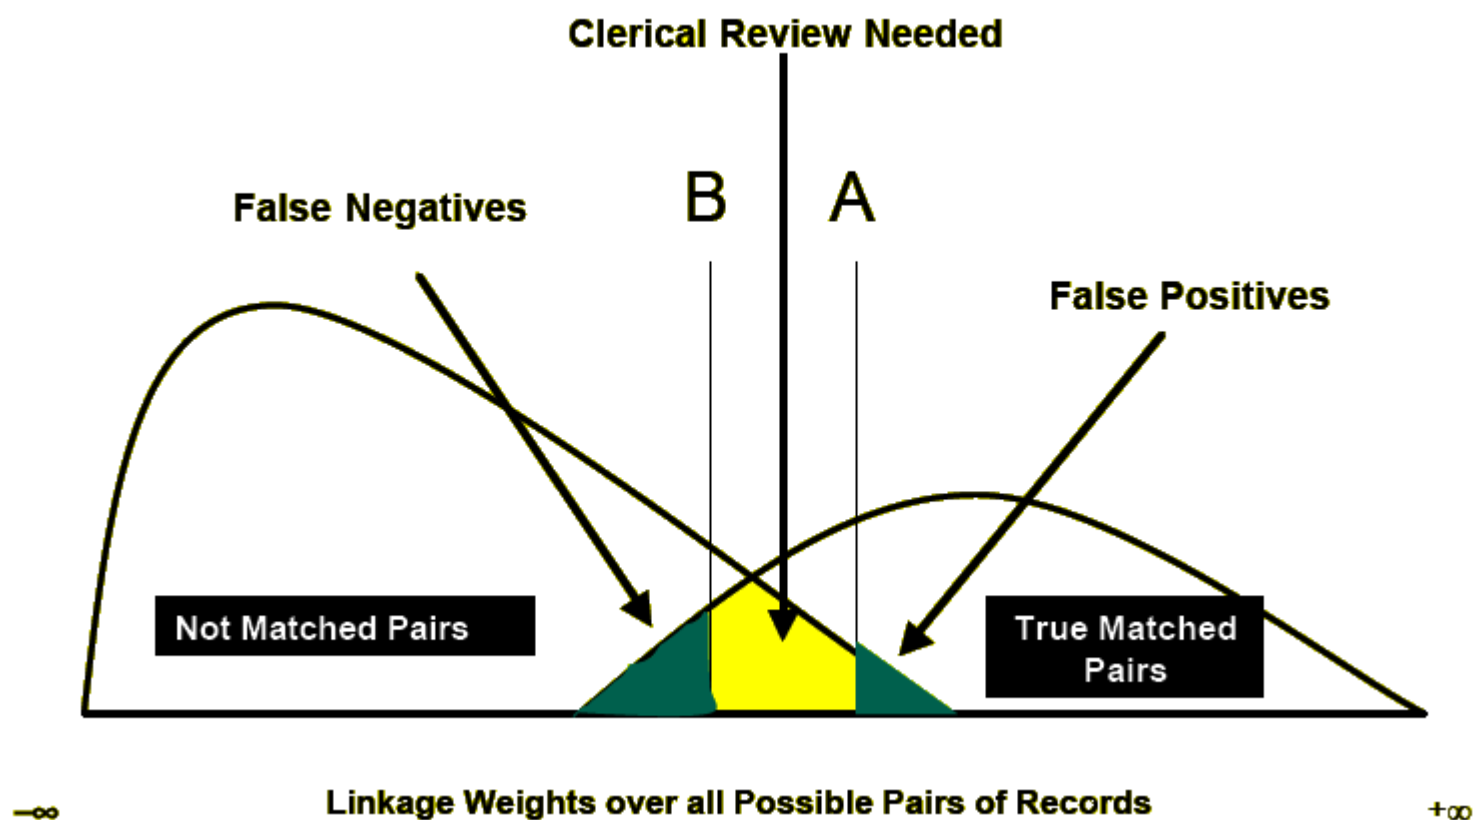 Clerical Review Needed
B
A
False Negatives
False Positives
Not Matched Pairs
True Matched
Pairs
Linkage Weights over all Possible Pairs of Records
–∞
+∞